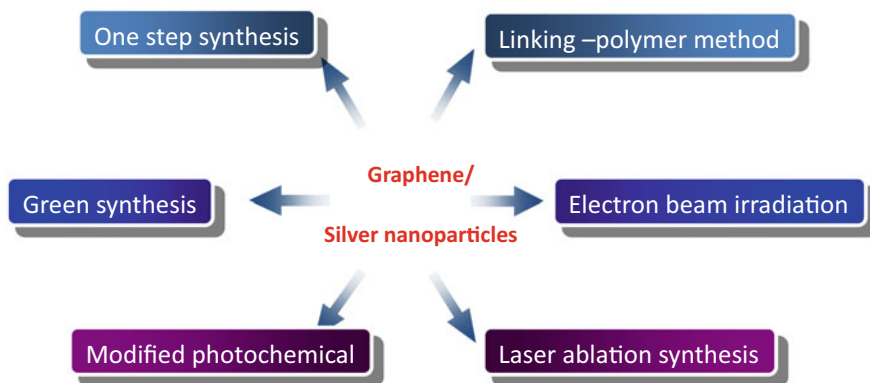 One step synthesis
Linking –polymer method
Graphene/
Green synthesis
Electron beam irradiation
Silver nanoparticles
Modified photochemical
Laser ablation synthesis